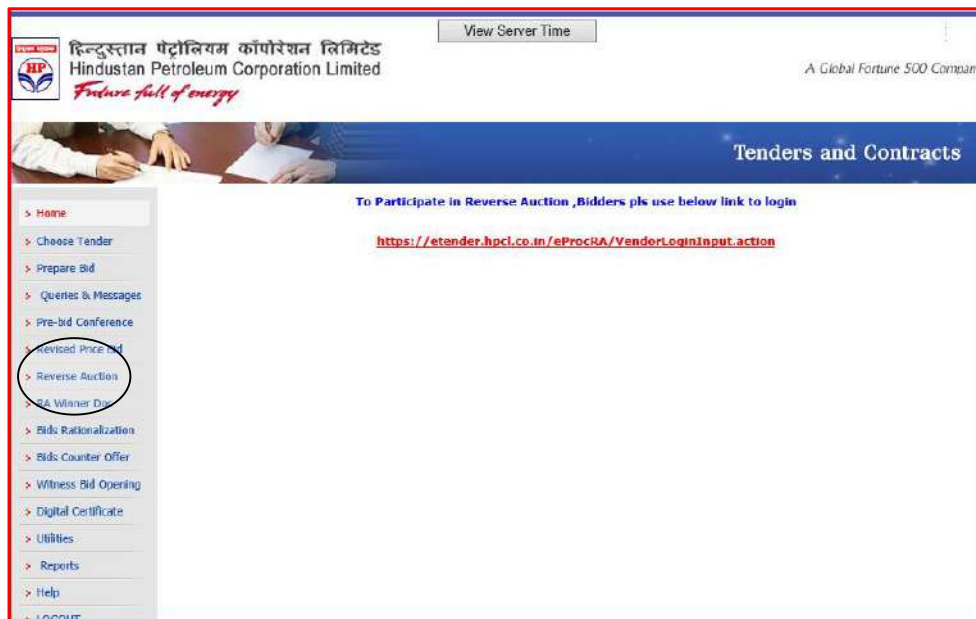 View Server Time
हिन्दुस्तान पेट्रोलियम कॉर्पोरेशन लिमिटेड
Hindustan Petroleum Corporation Limited
Future full of energy
HP
A Global Fortune 500 Compan
Tenders and Contracts
To Participate in Reverse Auction ,Bidders pls use below link to login
https://etender.hpcl.co.in/eProcRA/VendorLoginInput.action
> Home
> Choose Tender
> Prepare Bid
> Queries & Messages
> Pre-bid Conference
> Revised Price Bid
> Reverse Auction
> RA Winner Doc
> Bids Rationalization
> Bids Counter Offer
> Witness Bid Opening
> Digital Certificate
> Utilities
> Reports
> Help
> LOGOUT